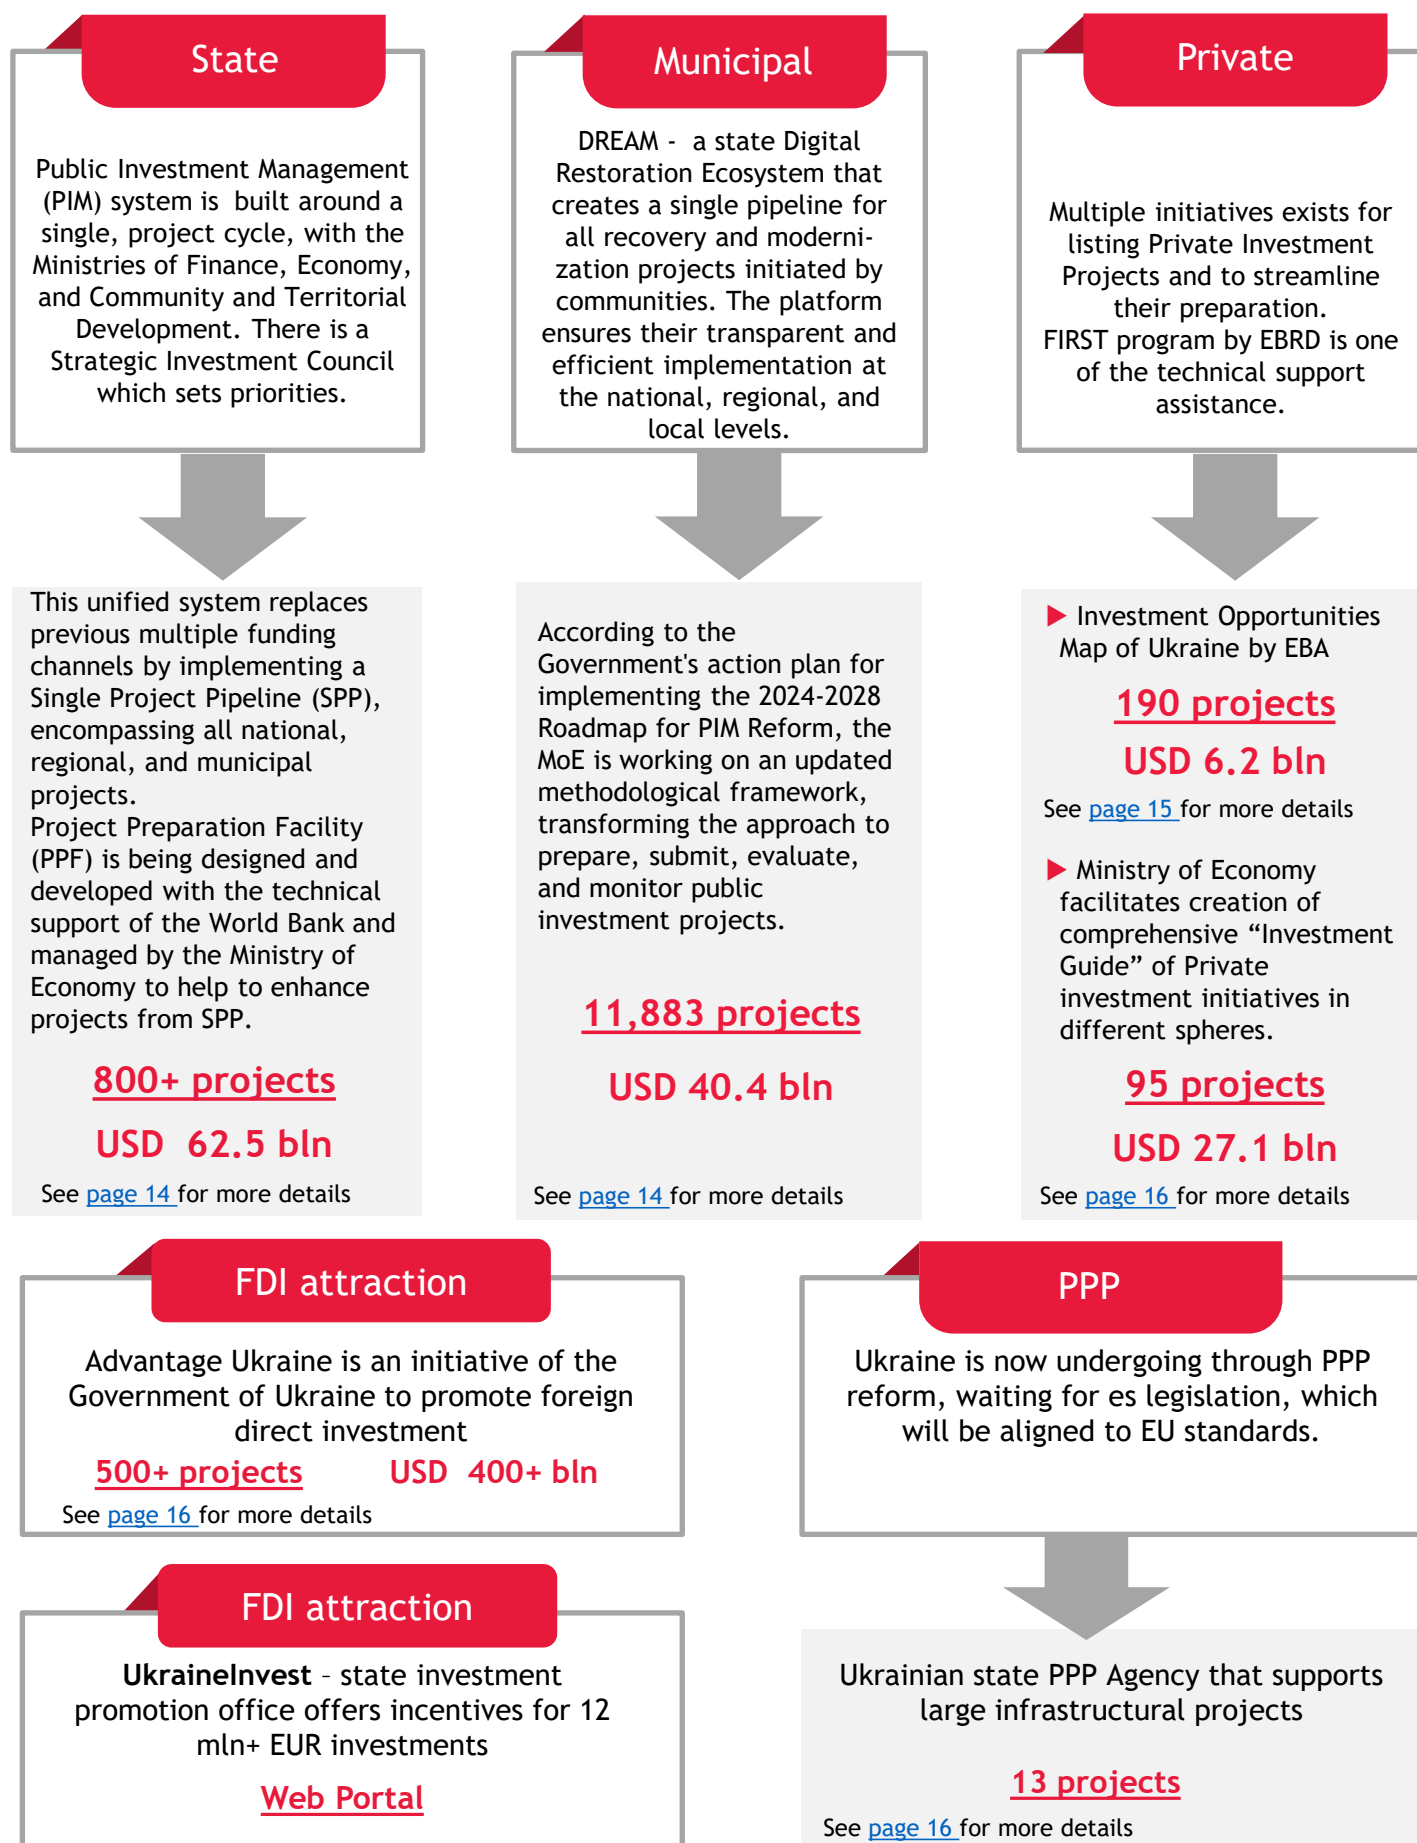 State
Public Investment Management
(PIM) system is built around a
single, project cycle, with the
Ministries of Finance, Economy,
and Community and Territorial
Development. There is a
Strategic Investment Council
which sets priorities.
This unified system replaces
previous multiple funding
channels by implementing a
Single Project Pipeline (SPP),
encompassing all national,
regional, and municipal
projects.
Project Preparation Facility
(PPF) is being designed and
developed with the technical
support of the World Bank and
managed by the Ministry of
Economy to help to enhance
projects from SPP.
800+ projects
USD 62.5 bln
See page 14 for more details
Municipal
DREAM - a state Digital
Restoration Ecosystem that
creates a single pipeline for
all recovery and moderni-
zation projects initiated by
communities. The platform
ensures their transparent and
efficient implementation at
the national, regional, and
local levels.
According to the
Government's action plan for
implementing the 2024-2028
Roadmap for PIM Reform, the
MoE is working on an updated
methodological framework,
transforming the approach to
prepare, submit, evaluate,
and monitor public
investment projects.
11,883 projects
USD 40.4 bln
See page 14 for more details
Private
Multiple initiatives exists for
listing Private Investment
Projects and to streamline
their preparation.
FIRST program by EBRD is one
of the technical support
assistance.
Investment Opportunities
Map of Ukraine by EBA
190 projects
USD 6.2 bln
See page 15 for more details
Ministry of Economy
facilitates creation of
comprehensive “Investment
Guide” of Private
investment initiatives in
different spheres.
95 projects
USD 27.1 bln
See page 16 for more details
FDI attraction
Advantage Ukraine is an initiative of the
Government of Ukraine to promote foreign
direct investment
500+ projects USD 400+ bln
See page 16 for more details
FDI attraction
UkraineInvest – state investment
promotion office offers incentives for 12
mln+ EUR investments
Web Portal
PPP
Ukraine is now undergoing through PPP
reform, waiting for es legislation, which
will be aligned to EU standards.
Ukrainian state PPP Agency that supports
large infrastructural projects
13 projects
See page 16 for more details